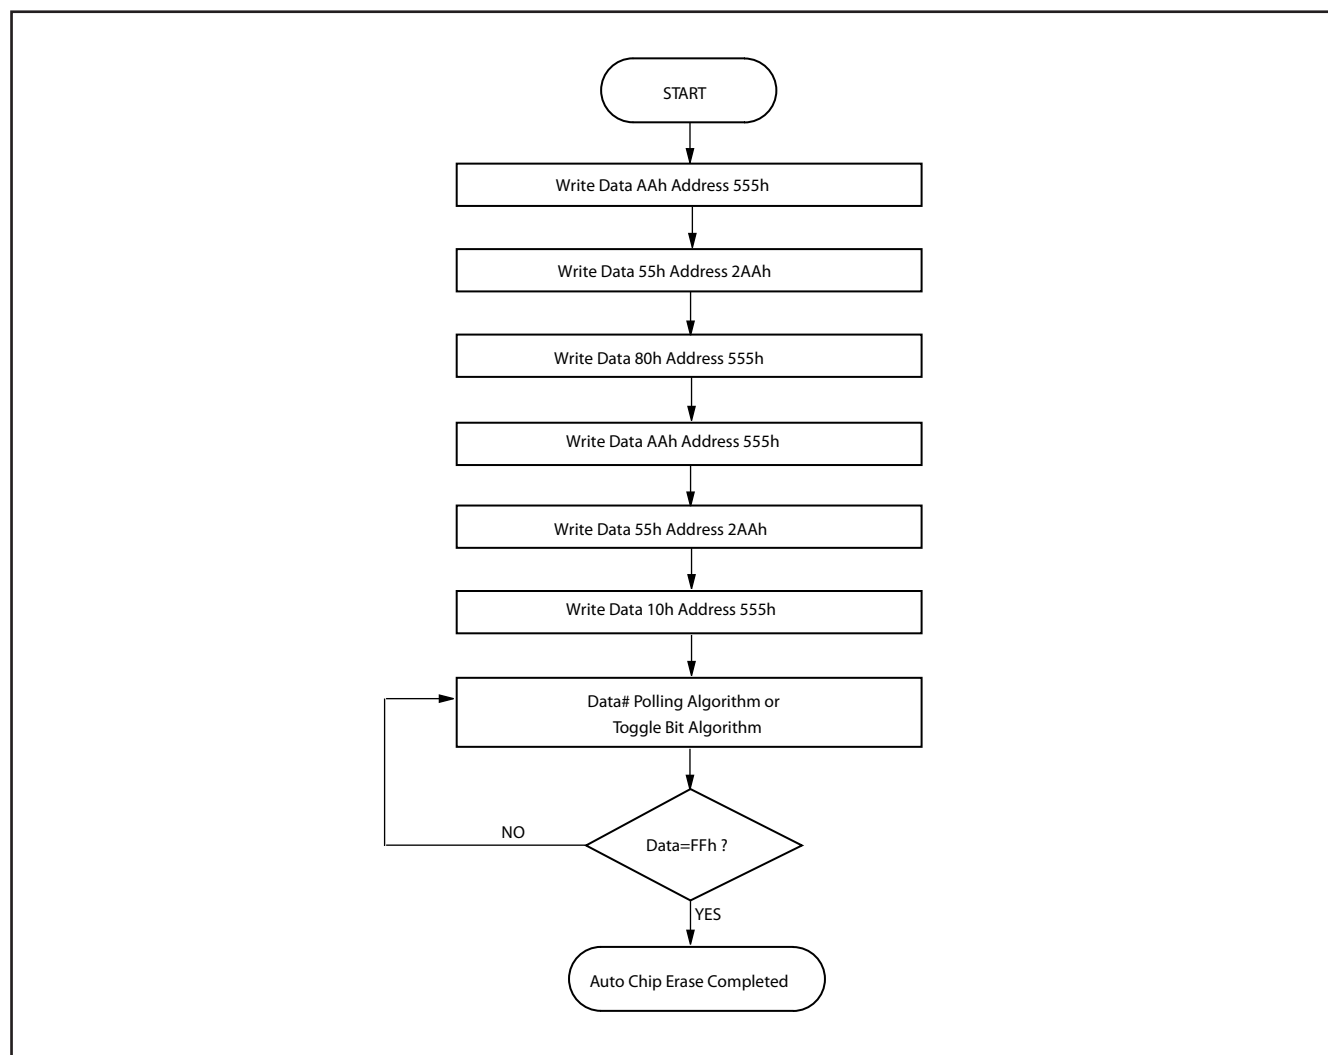 START
Write Data AAh Address 555h
Write Data 55h Address 2AAh
Write Data 80h Address 555h
Write Data AAh Address 555h
Write Data 55h Address 2AAh
Write Data 10h Address 555h
Data# Polling Algorithm or
Toggle Bit Algorithm
NO
Data=FFh ?
YES
Auto Chip Erase Completed